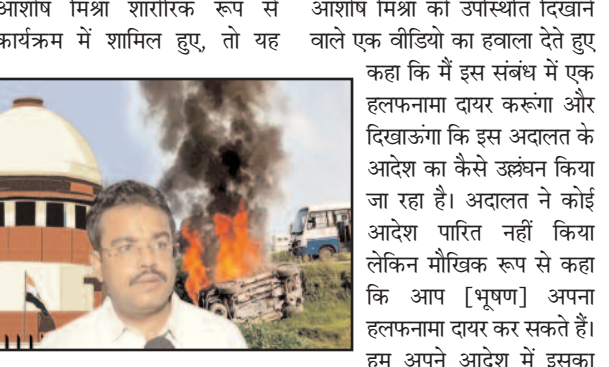 आशीष मिश्रा शारीरिक रूप से
कार्यक्रम में शामिल हुए, तो यह
आशीष मिश्रा की उपस्थिति दिखाने
वाले एक वीडियो का हवाला देते हुए
कहा कि मैं इस संबंध में एक
हलफनामा दायर करूंगा और
दिखाऊंगा कि इस अदालत के
आदेश का कैसे उल्लंघन किया
जा रहा है। अदालत ने कोई
आदेश पारित नहीं किया
लेकिन मौखिक रूप से कहा
कि आप [भूषण] अपना
हलफनामा दायर कर सकते हैं।
हम अपने आदेश में इसका